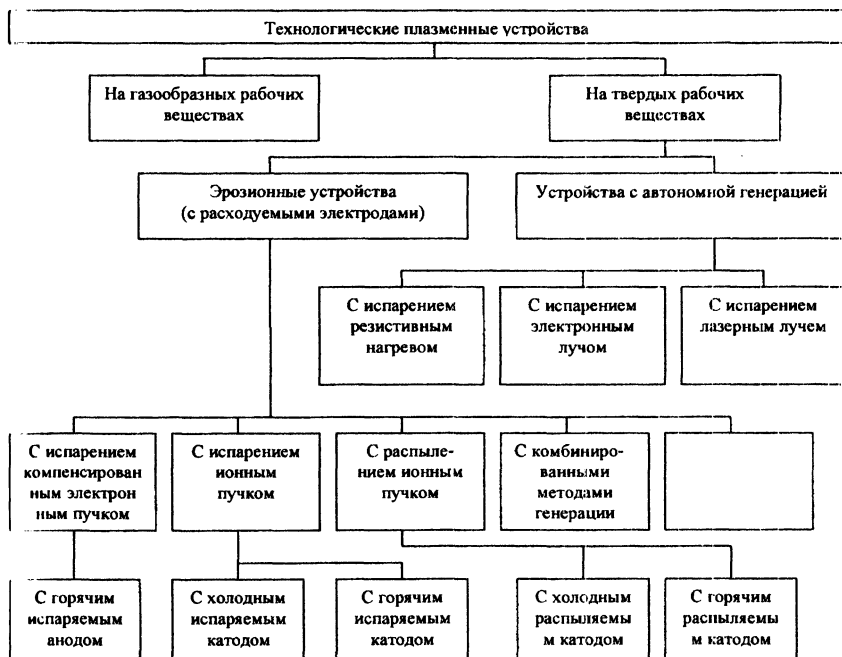 Технологические плазменные устройства
На газообразных рабочих
веществах
На твердых рабочих
веществах
Эрозионные устройства
(с расходуемыми электродами)
Устройства с автономной генерацией
С испарением
резистивным
нагревом
С испарением
электронным
лучом
С испарением
лазерным лучем
С испарением
компенсирован
ным электрон
ным пучком
С испарением
ионным
пучком
С распыле-
нием ионным
пучком
С комбиниро-
ванными
методами
генерации
С горячим
испаряемым
анодом
С холодным
испаряемым
катодом
С горячим
испаряемым
катодом
С холодным
распыляемы
м катодом
С горячим
распыляемы
м катодом